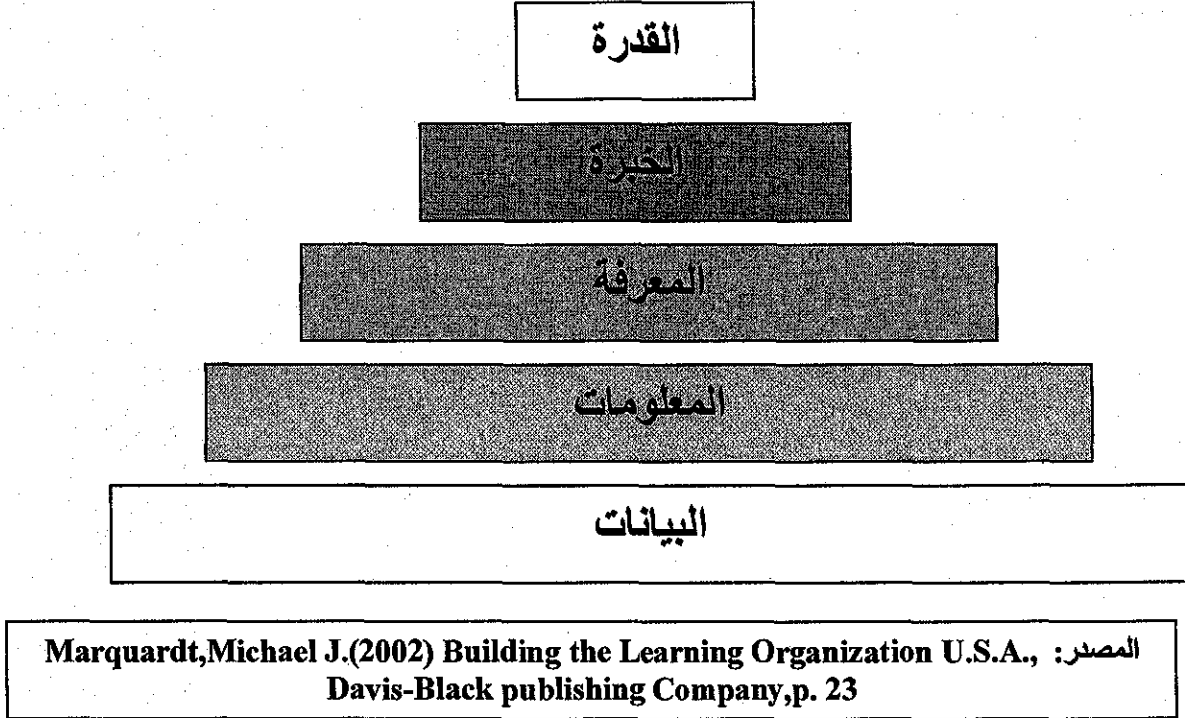 القدرة
الخبرة
المعرفة
المعلومات
البيانات
المصدر: Marquardt,Michael J.(2002) Building the Learning Organization U.S.A.,
Davis-Black publishing Company,p. 23